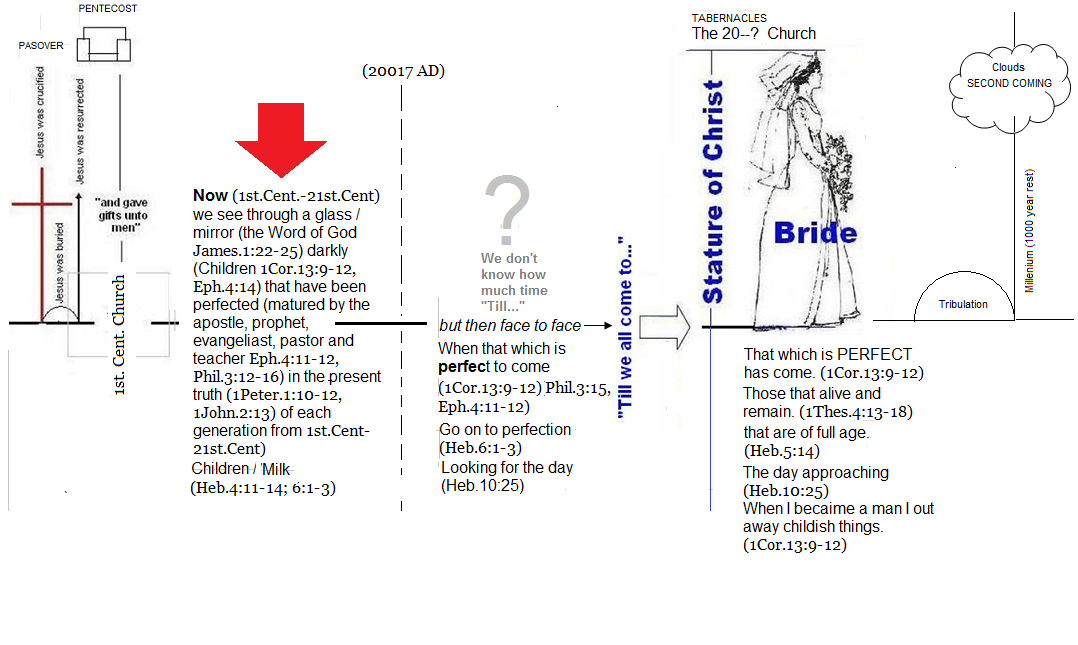 PENTECOST
PASOVER
Jesus was crucified
Jesus was resurrected
Jesus was buried
"and gave
gifts unto
men"
1st. Cent. Church
Now (1st.Cent.-21st.Cent)
we see through a glass /
mirror (the Word of God
James.1:22-25) darkly
(Children 1Cor.13:9-12,
Eph.4:14) that have been
perfected (matured by the
apostle, prophet,
evangeliast, pastor and
teacher Eph.4:11-12,
Phil.3:12-16) in the present
truth (1Peter.1:10-12,
1John.2:13) of each
generation from 1st.Cent-
21st.Cent)
Children / Milk
(Heb.4:11-14; 6:1-3)
(20017 AD)
?
We don't
know how
much time
"Till..."
but then face to face
When that which is
perfect to come
(1Cor.13:9-12) Phil.3:15,
Eph.4:11-12)
Go on to perfection
(Heb.6:1-3)
Looking for the day
(Heb.10:25)
"Till we all come to..."
TABERNACLES
The 20--? Church
Stature of Christ
Bride
That which is PERFECT
has come. (1Cor.13:9-12)
Those that alive and
remain. (1Thes.4:13-18)
that are of full age.
(Heb.5:14)
The day approaching
(Heb.10:25)
When I becaime a man I out
away childish things.
(1Cor.13:9-12)
Clouds
SECOND COMING
Millenium (1000 year rest)
Tribulation